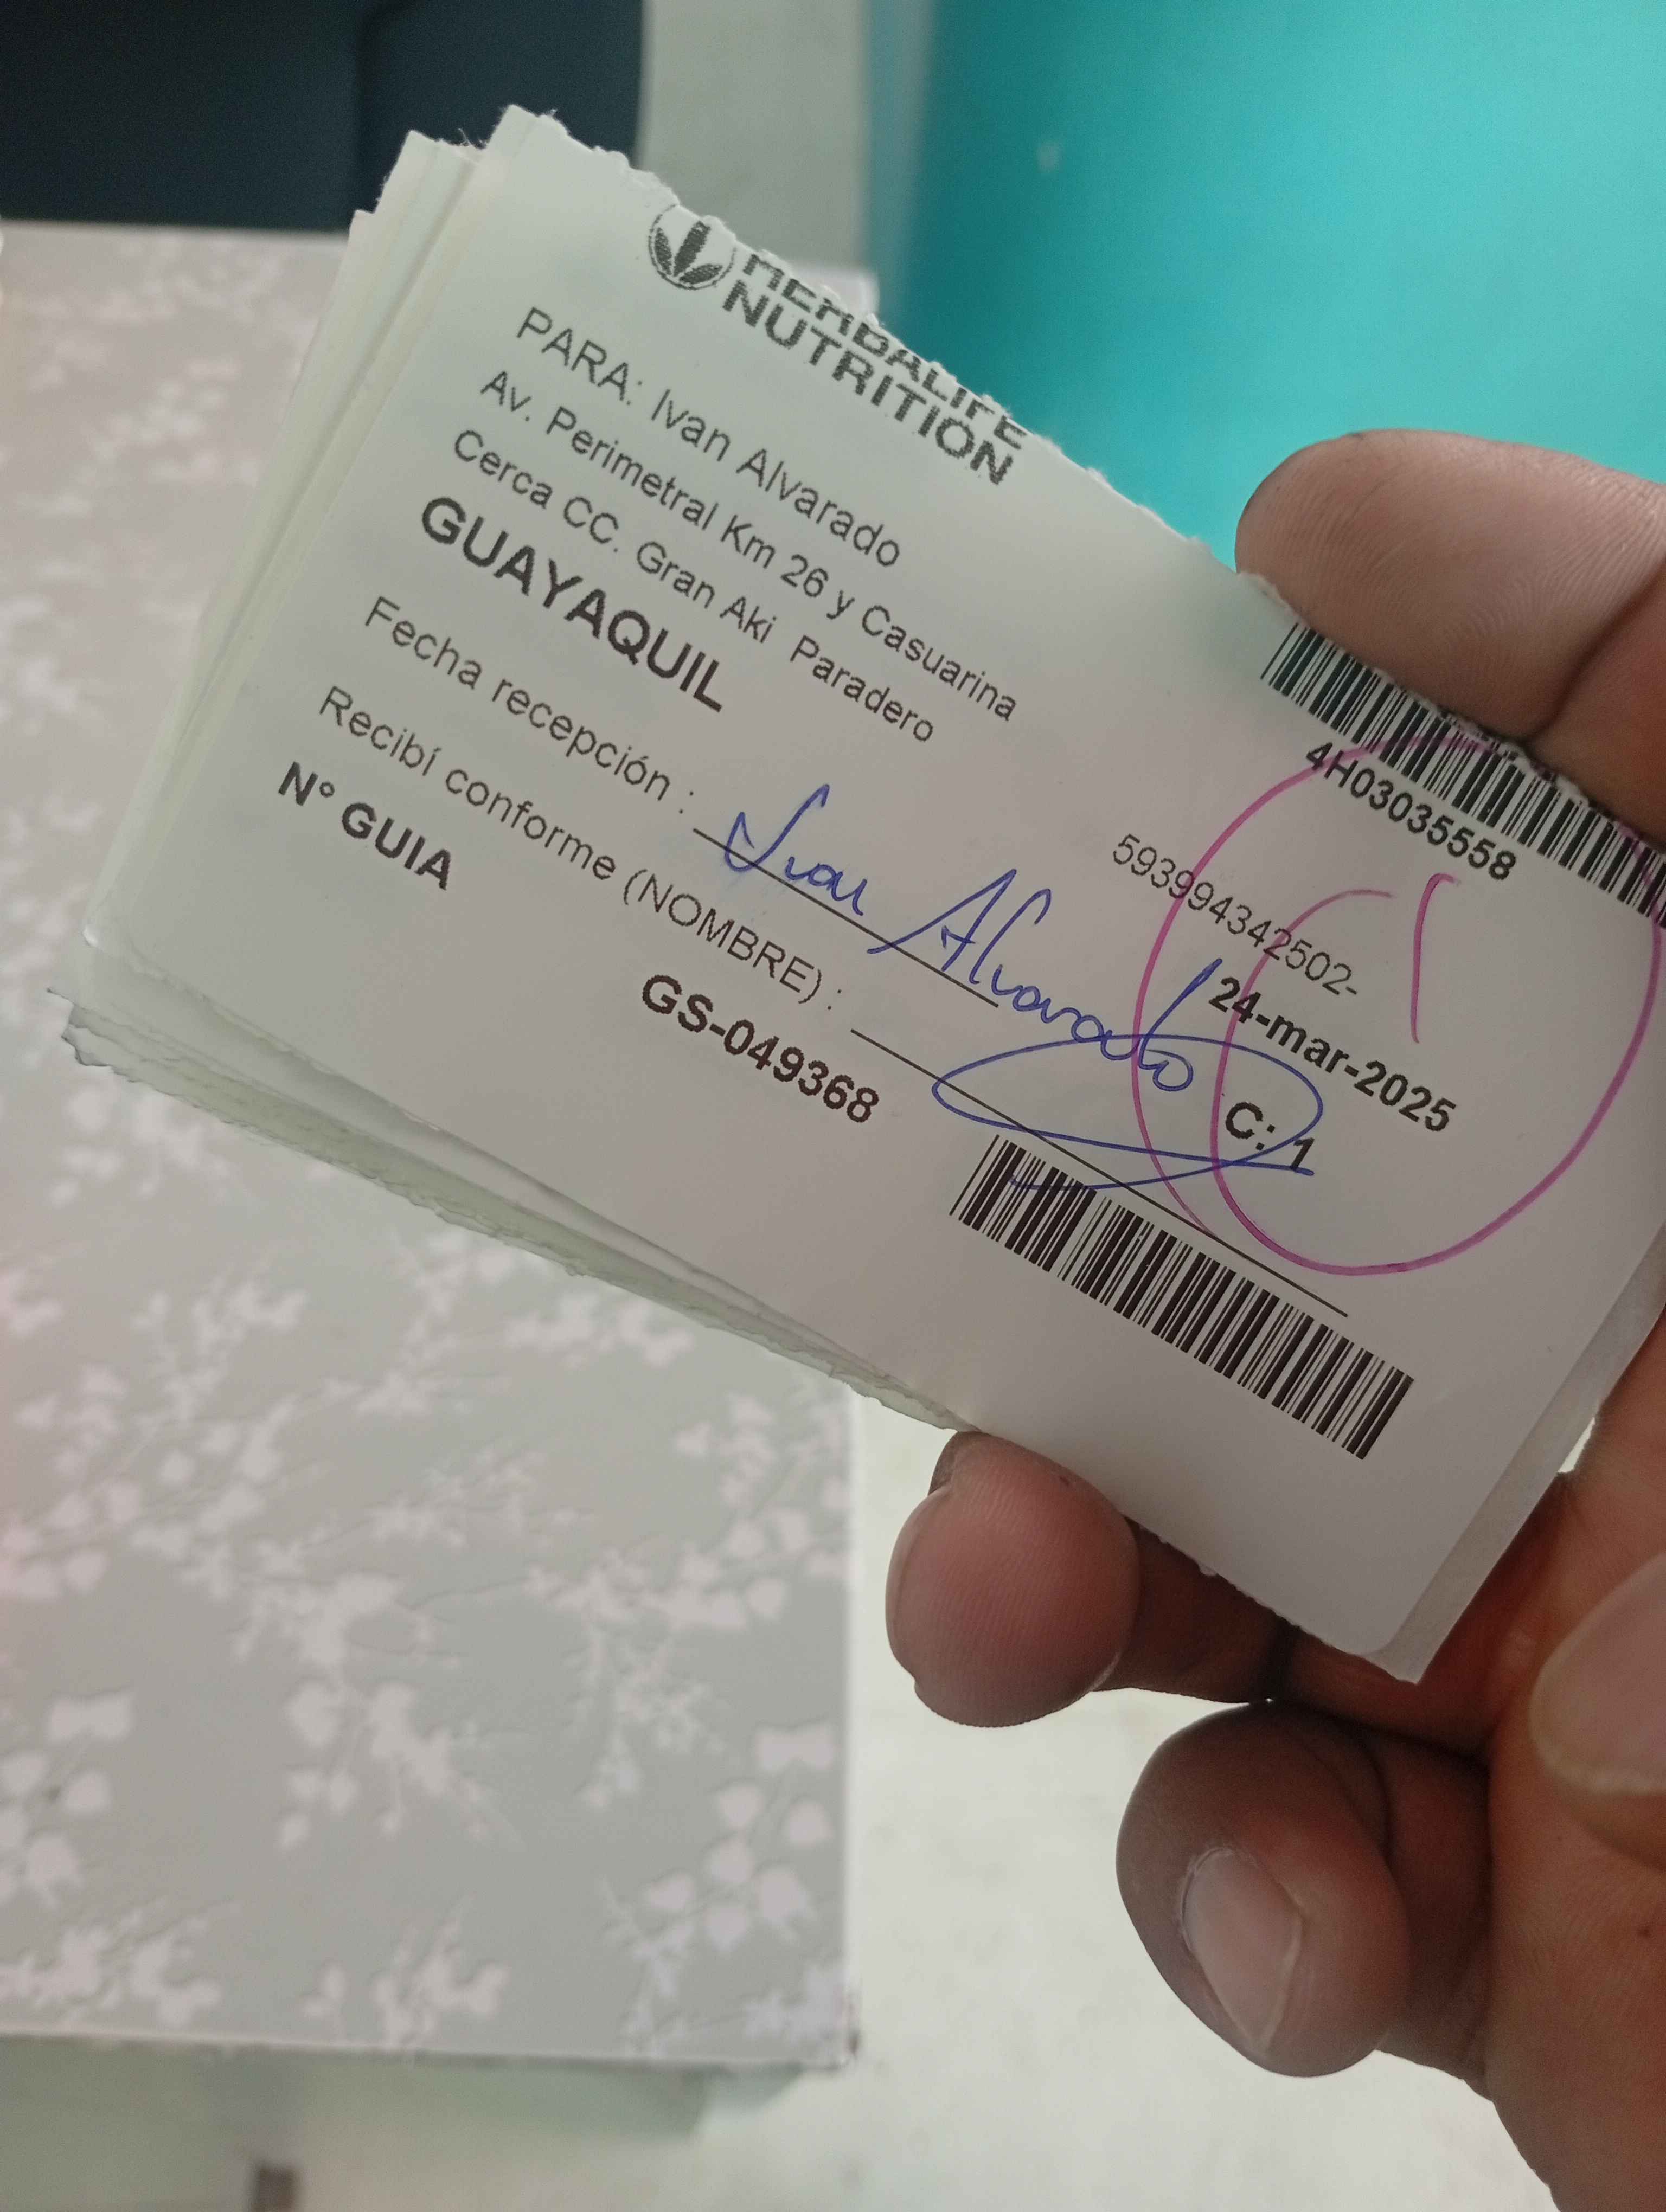 HERBALIFE
NUTRITION
4H03035558
PARA: Ivan Alvarado
Av. Perimetral Km 26 y Casuarina
Cerca CC. Gran Aki Paradero
593994342502-
GUAYAQUIL
24-mar-2025
Fecha recepción :
C: 1
Ivan Alvarado
Recibí conforme (NOMBRE) :
N° GUIA
GS-049368